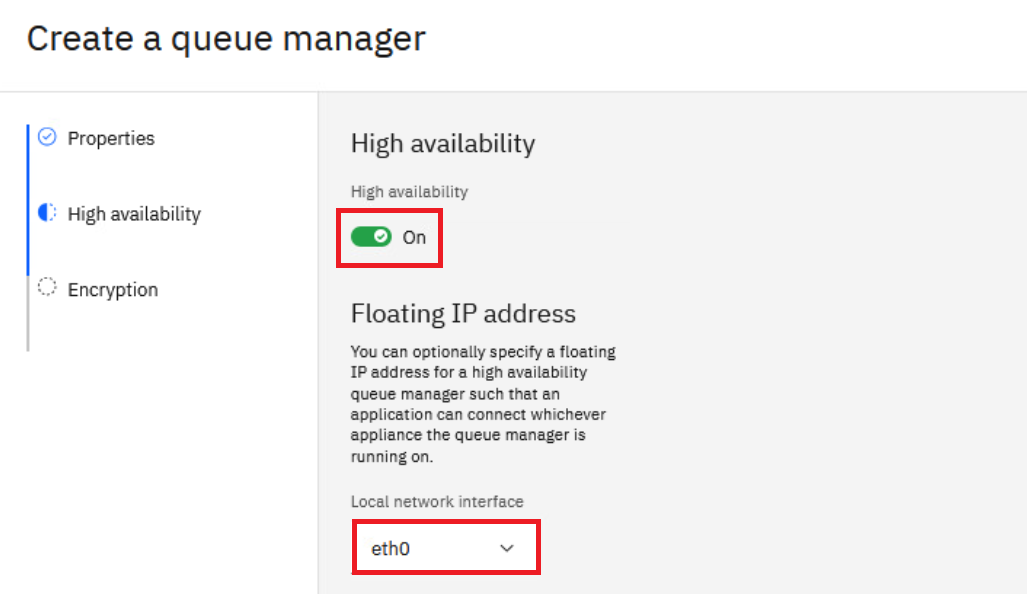 Create a queue manager
Properties
High availability
Encryption
High availability
High availability
On
Floating IP address
You can optionally specify a floating
IP address for a high availability
queue manager such that an
application can connect whichever
appliance the queue manager is
running on.
Local network interface
eth0